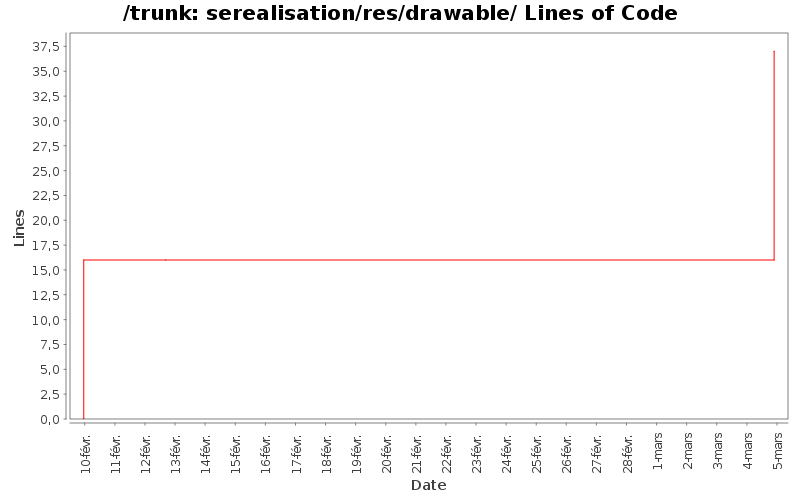 /trunk: serealisation/res/drawable/ Lines of Code
37,5
35,0
32,5
30,0
27,5
25,0
22,5
20,0
17,5
15,0
12,5
10,0
7,5
5,0
2,5
0,0
Lines
10-févr.
11-févr.
12-févr.
13-févr.
14-févr.
15-févr.
16-févr.
17-févr.
18-févr.
19-févr.
20-févr.
21-févr.
22-févr.
23-févr.
24-févr.
25-févr.
26-févr.
27-févr.
28-févr.
1-mars
2-mars
3-mars
4-mars
5-mars
Date